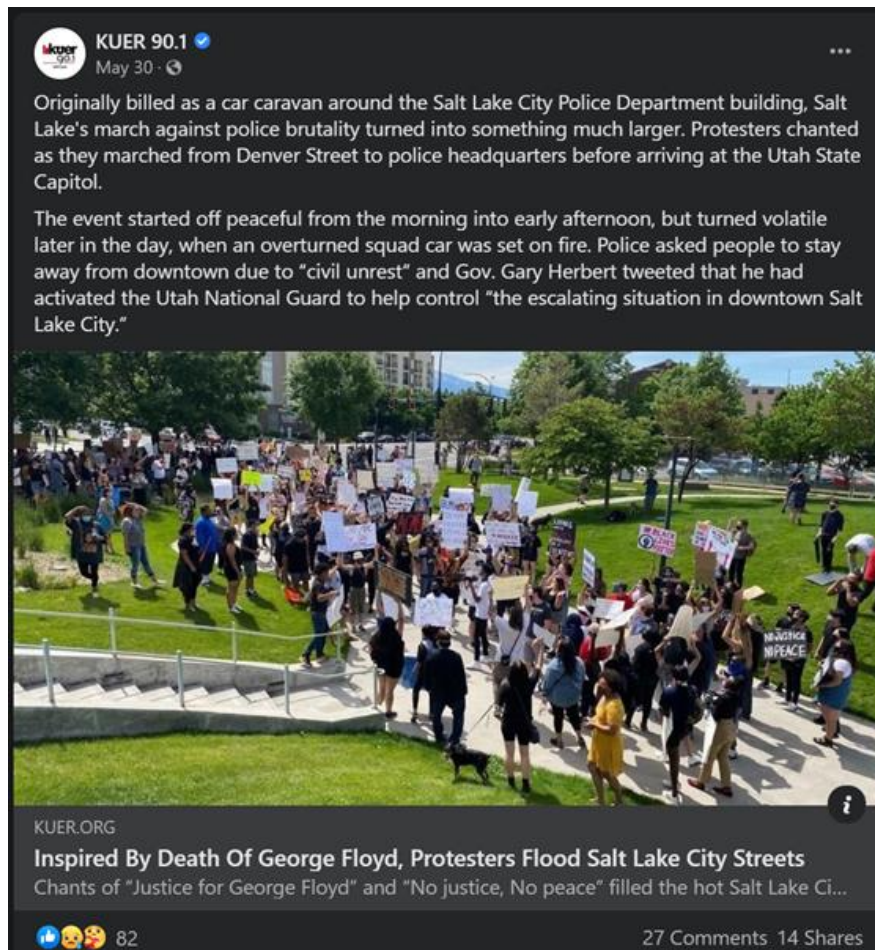 KUER 90.1
May 30
Originally billed as a car caravan around the Salt Lake City Police Department building, Salt
Lake's march against police brutality turned into something much larger. Protesters chanted
as they marched from Denver Street to police headquarters before arriving at the Utah State
Capitol.
The event started off peaceful from the morning into early afternoon, but turned volatile
later in the day, when an overturned squad car was set on fire. Police asked people to stay
away from downtown due to “civil unrest” and Gov. Gary Herbert tweeted that he had
activated the Utah National Guard to help control “the escalating situation in downtown Salt
Lake City.”
NO JUSTICE
NO PEACE
KUER.ORG
Inspired By Death Of George Floyd, Protesters Flood Salt Lake City Streets
Chants of “Justice for George Floyd” and “No justice, No peace” filled the hot Salt Lake Ci...
82
27 Comments 14 Shares